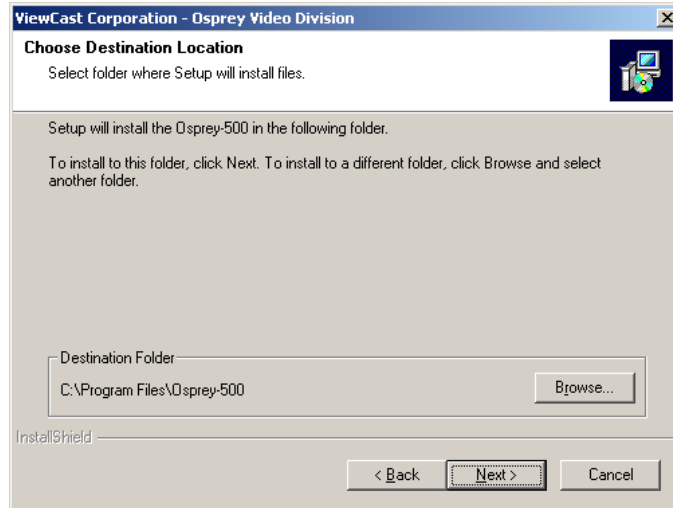 ViewCast Corporation - Osprey Video Division
Choose Destination Location
Select folder where Setup will install files.
Setup will install the Osprey-500 in the following folder.
To install to this folder, click Next. To install to a different folder, click Browse and select
another folder.
Destination Folder
C:\Program Files\Osprey-500
Browse...
InstallShield
< Back
Next >
Cancel